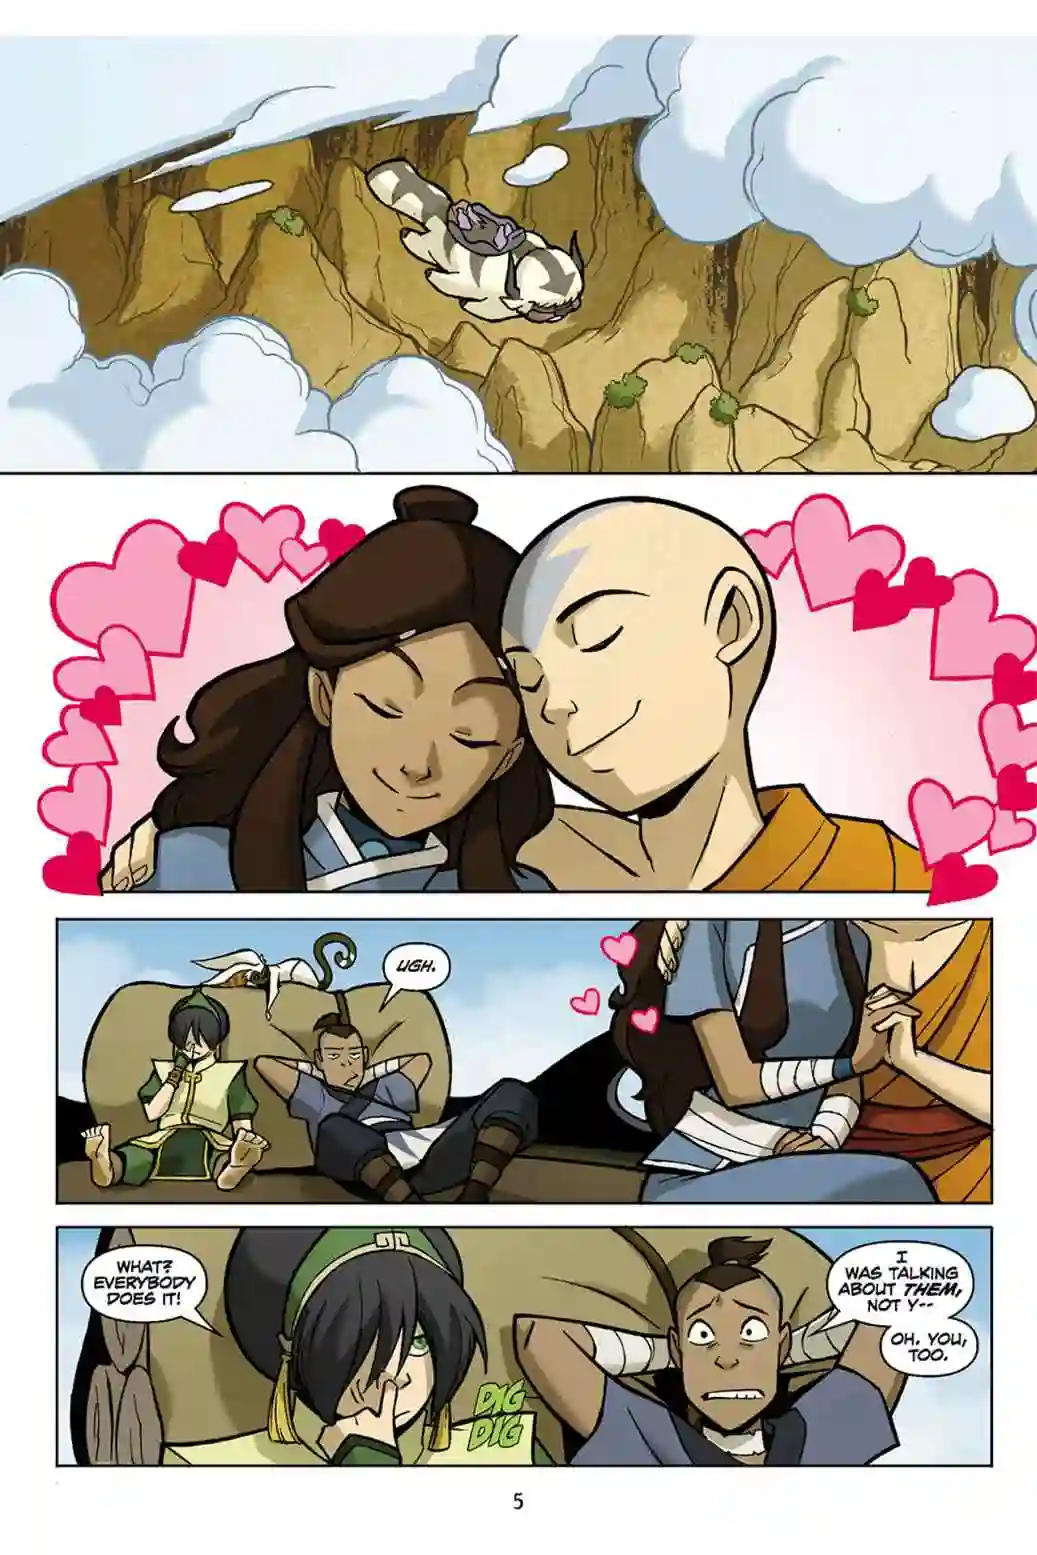 UGH.
WHAT?
EVERYBODY
DOES IT!
I
WAS TALKING
ABOUT THEM,
NOT Y--
OH. YOU,
TOO.
DIG
DIG
5